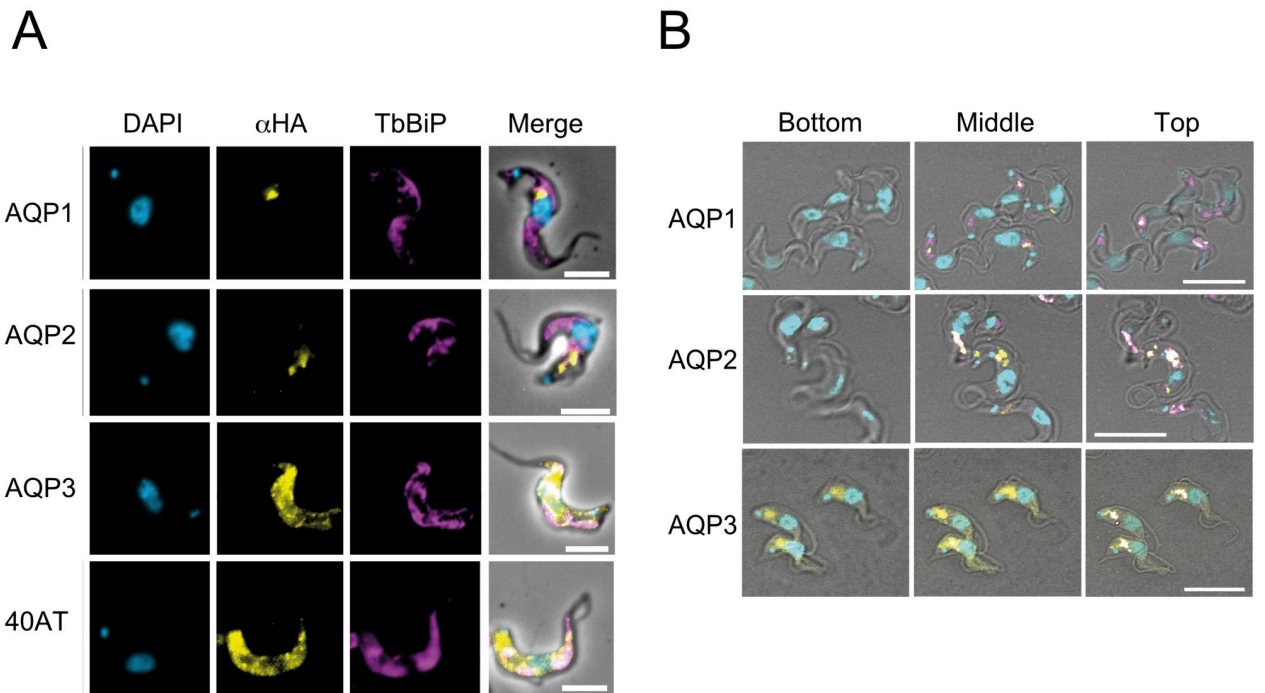 A
DAPI αHA TbBiP Merge
AQP1
AQP2
AQP3
40AT
B
Bottom Middle Top
AQP1
AQP2
AQP3